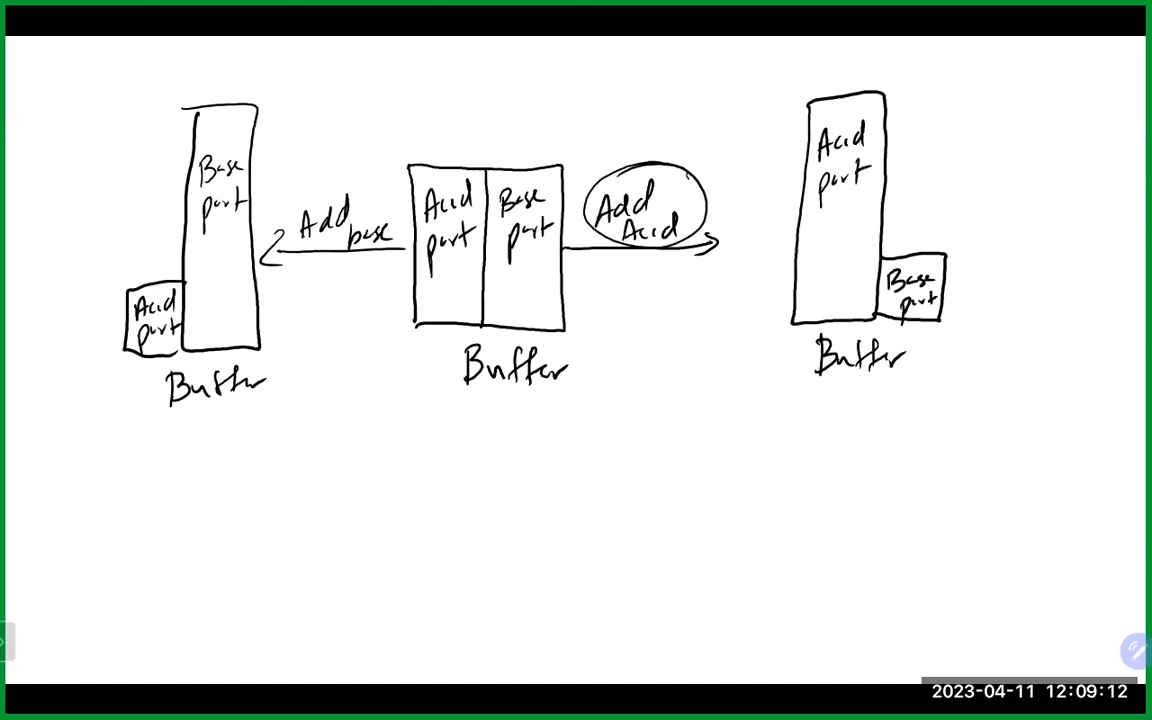 Base
part
Acid
part
Buffer
Add
base
Acid
part
Base
part
Buffer
Add
Acid
Acid
part
Base
part
Buffer
2023-04-11 12:09:12